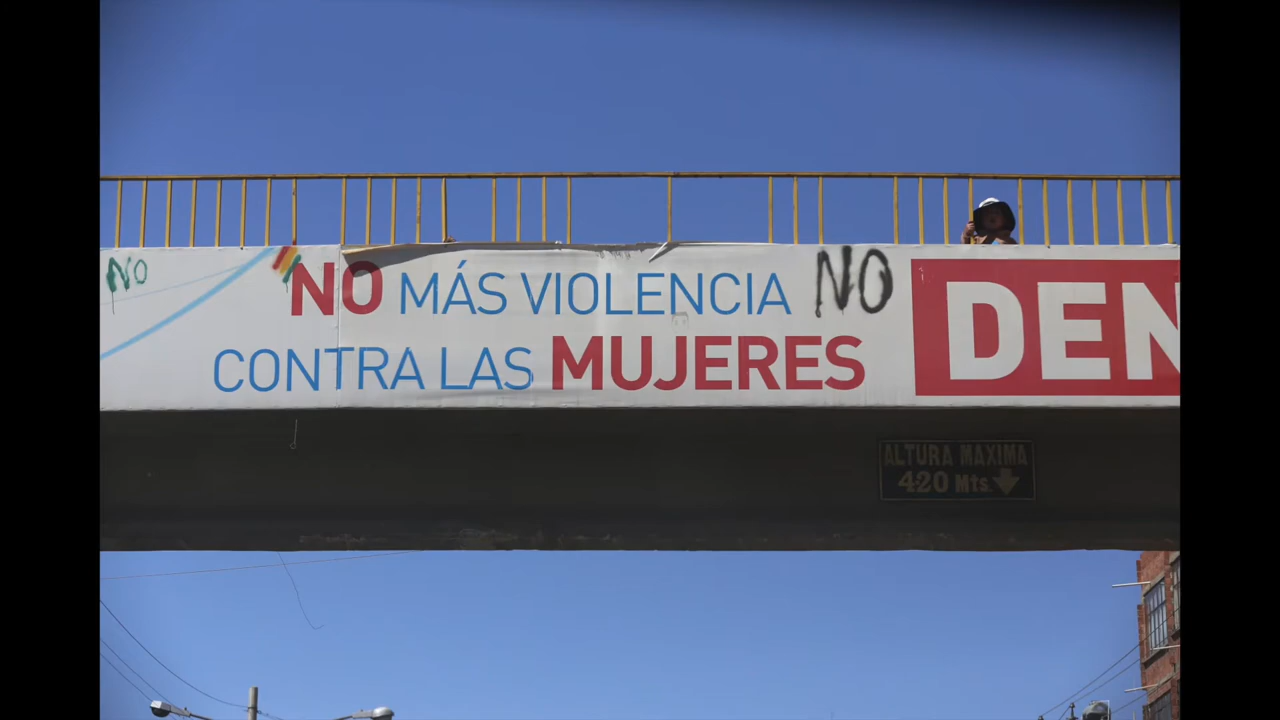 NO
NO MÁS VIOLENCIA
CONTRA LAS MUJERES
NO
DEN
ALTURA MAXIMA
420 Mts.